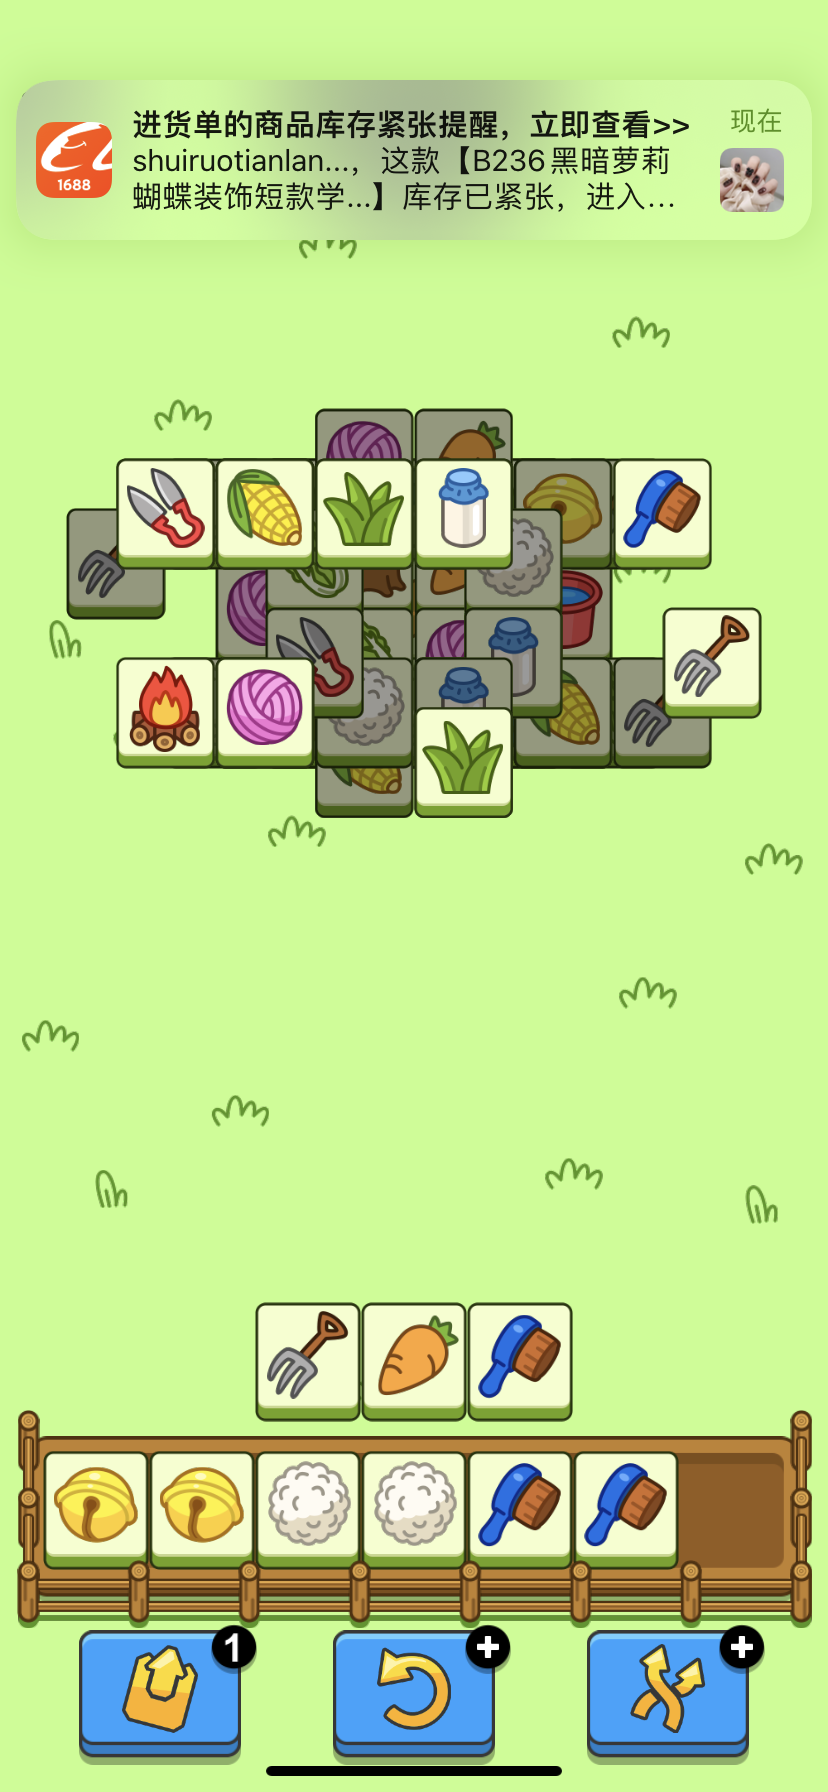 进货单的商品库存紧张提醒，立即查看>>
现在
shuiruotianlan...，这款【B236黑暗萝莉
蝴蝶装饰短款学...】库存已紧张，进入...
1688
1